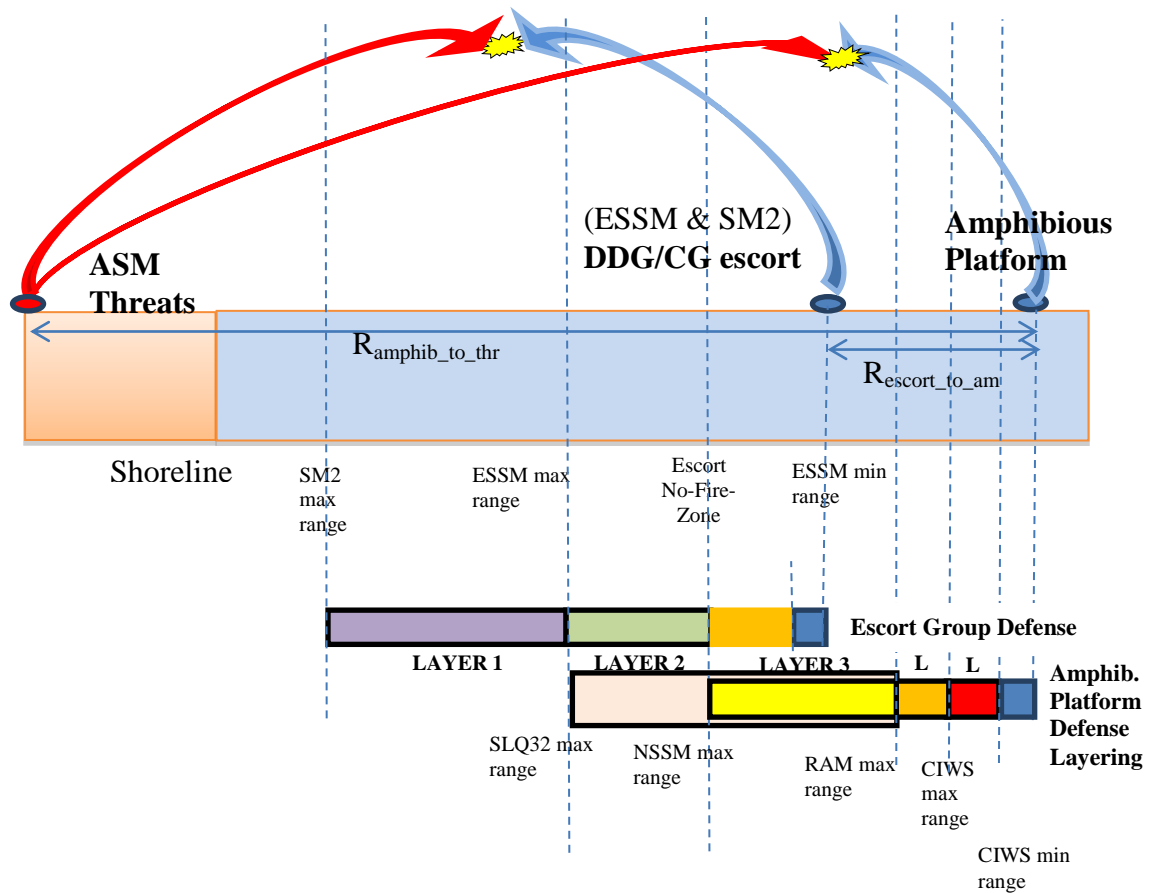 (ESSM & SM2)
DDG/CG escort
Amphibious
Platform
ASM
Threats
R_amphib_to_thr
R_escort_to_am
Shoreline
SM2
max
range
ESSM max
range
Escort
No-Fire-
Zone
ESSM min
range
Escort Group Defense
LAYER 1
LAYER 2
LAYER 3
L
L
Amphib.
Platform
Defense
Layering
SLQ32 max
range
NSSM max
range
RAM max
range
CIWS
max
range
CIWS min
range